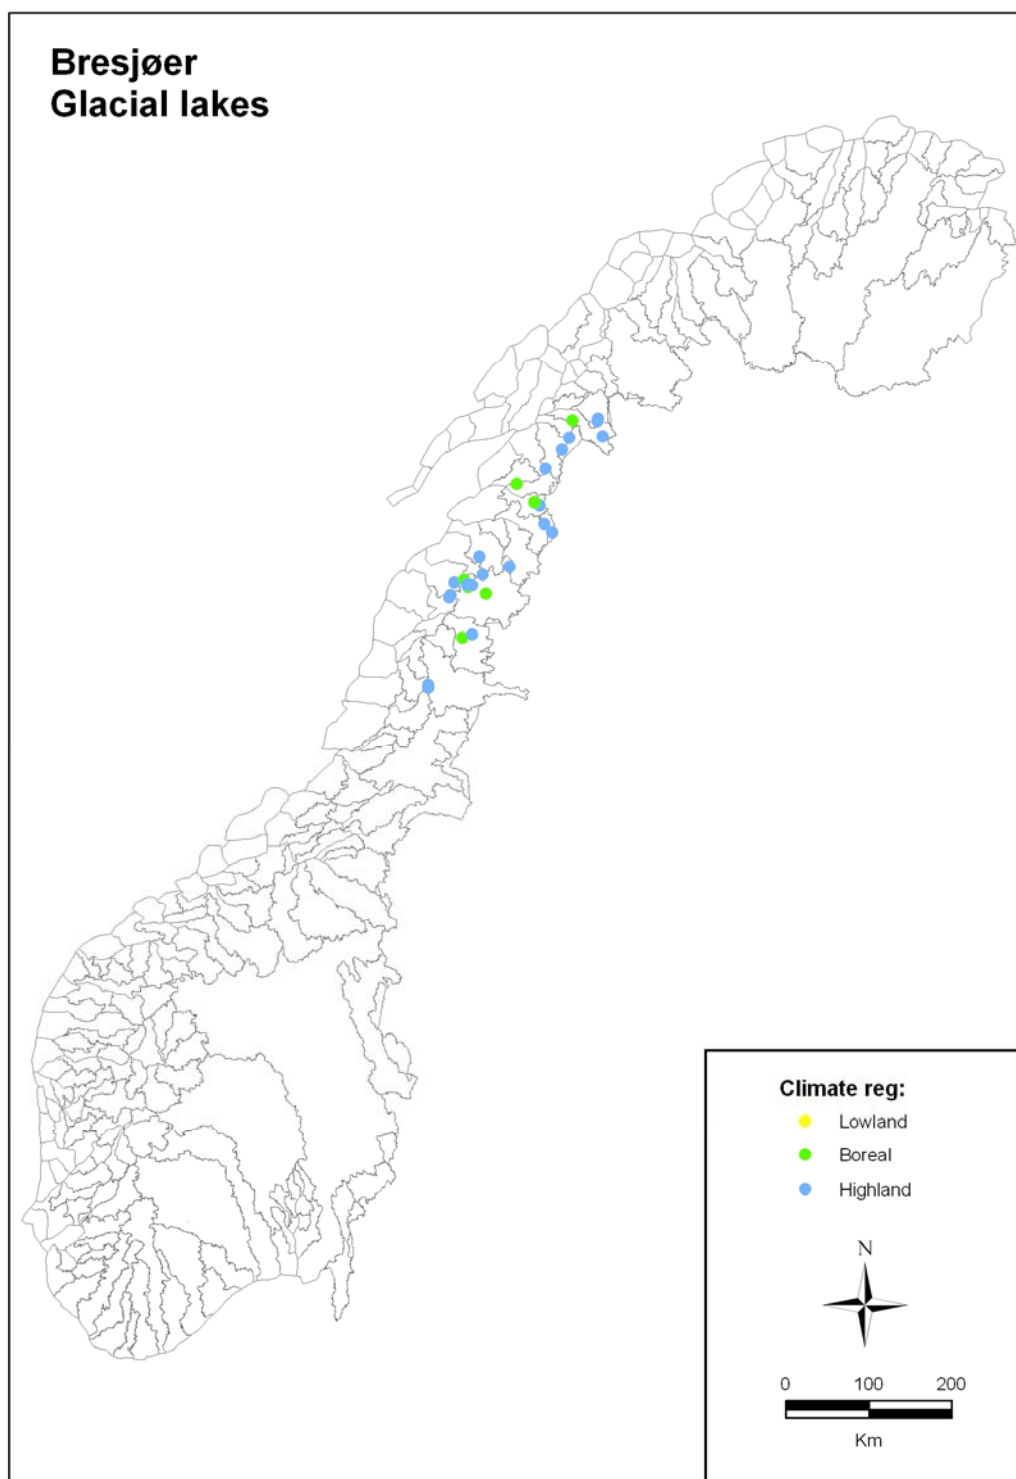 Bresjøer
Glacial lakes
Climate reg:
Lowland
Boreal
Highland
N
0 100 200
Km